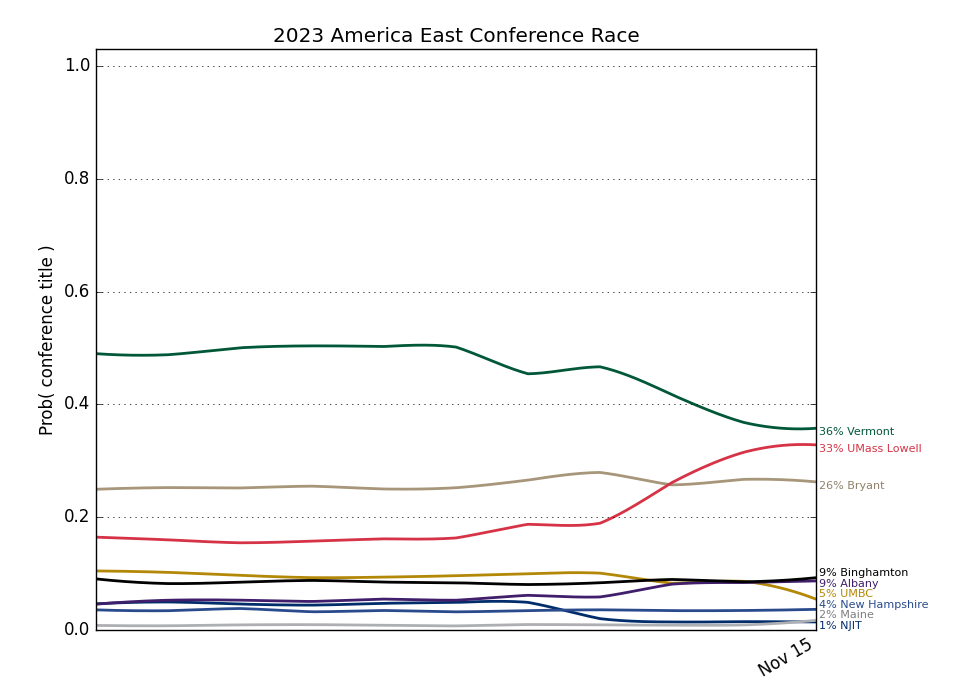 2023 America East Conference Race
1.0
0.8
0.6
0.4
0.2
0.0
Prob( conference title )
36% Vermont
33% UMass Lowell
26% Bryant
9% Binghamton
9% Albany
5% UMBC
4% New Hampshire
2% Maine
1% NJIT
Nov 15